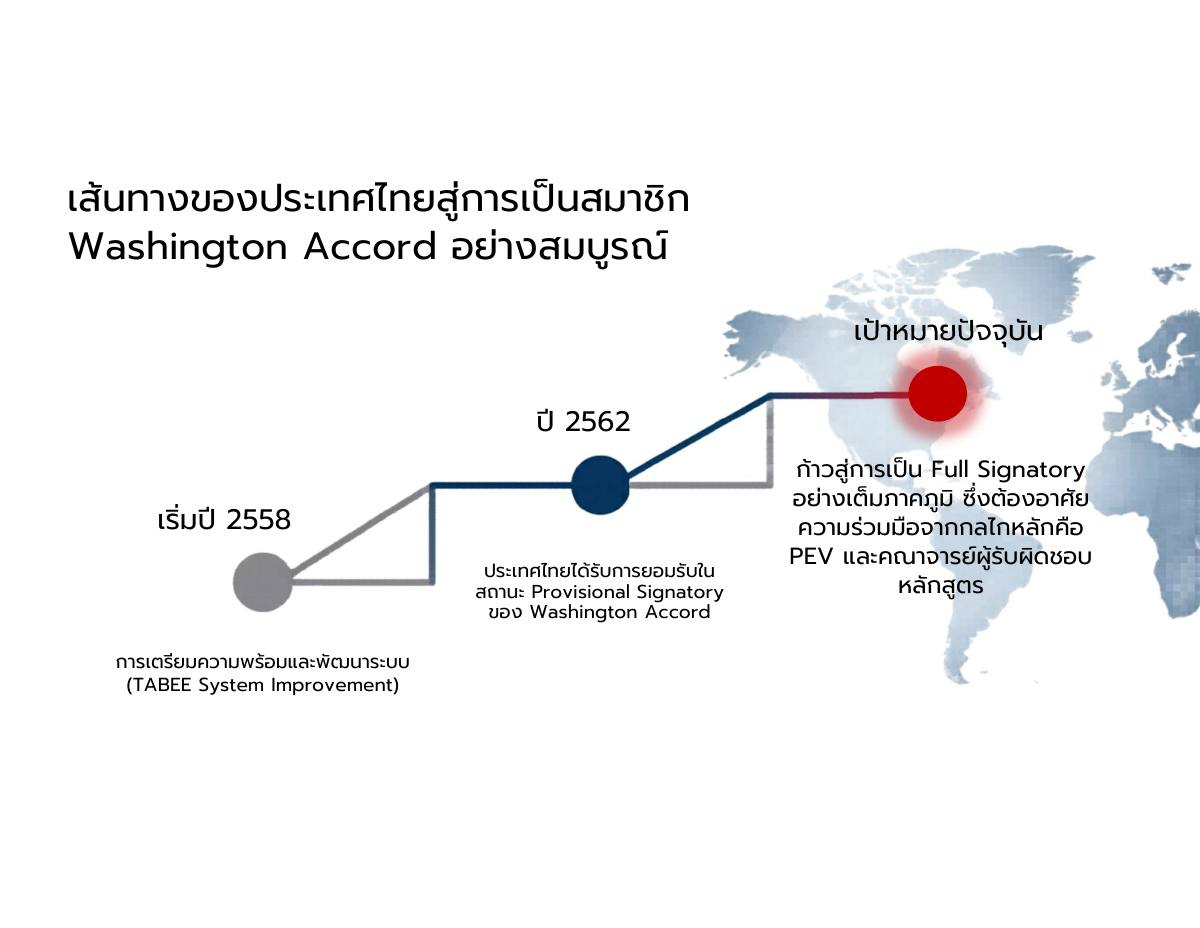 เส้นทางของประเทศไทยสู่การเป็นสมาชิก
Washington Accord อย่างสมบูรณ์
เริ่มปี 2558
การเตรียมความพร้อมและพัฒนาระบบ
(TABEE System Improvement)
ปี 2562
ประเทศไทยได้รับการยอมรับใน
สถานะ Provisional Signatory
ของ Washington Accord
เป้าหมายปัจจุบัน
ก้าวสู่การเป็น Full Signatory
อย่างเต็มภาคภูมิ ซึ่งต้องอาศัย
ความร่วมมือจากกลไกหลักคือ
PEV และคณาจารย์ผู้รับผิดชอบ
หลักสูตร